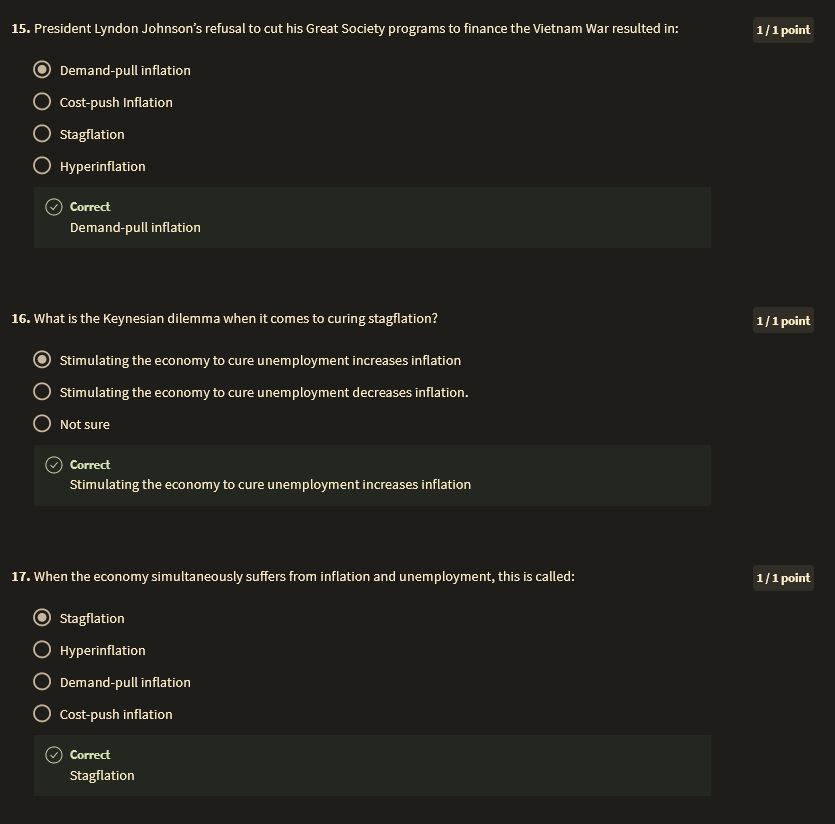 15. President Lyndon Johnson’s refusal to cut his Great Society programs to finance the Vietnam War resulted in:
1 / 1 point
Demand-pull inflation
Cost-push Inflation
Stagflation
Hyperinflation
Correct
Demand-pull inflation
16. What is the Keynesian dilemma when it comes to curing stagflation?
1 / 1 point
Stimulating the economy to cure unemployment increases inflation
Stimulating the economy to cure unemployment decreases inflation.
Not sure
Correct
Stimulating the economy to cure unemployment increases inflation
17. When the economy simultaneously suffers from inflation and unemployment, this is called:
1 / 1 point
Stagflation
Hyperinflation
Demand-pull inflation
Cost-push inflation
Correct
Stagflation